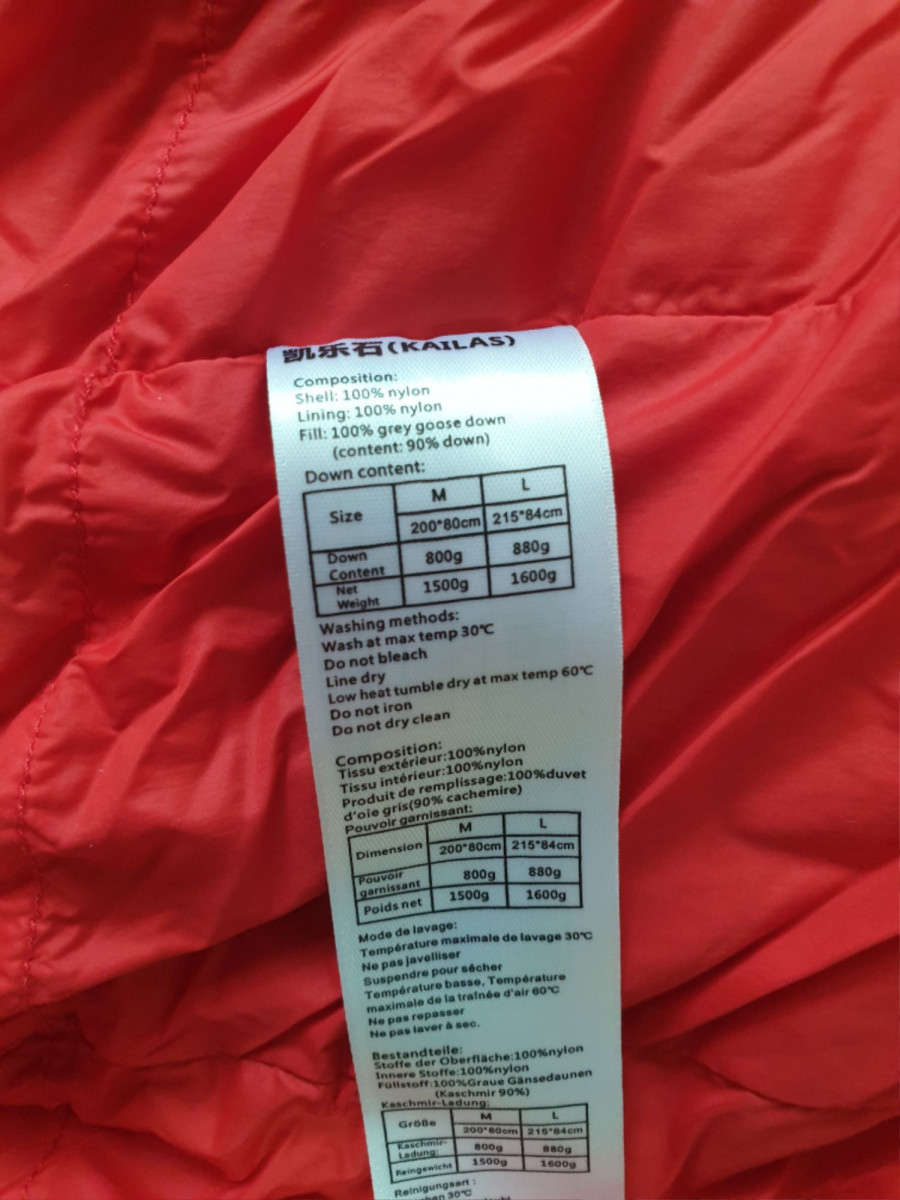 凯乐石(KAILAS)
Composition:
Shell: 100% nylon
Lining: 100% nylon
Fill: 100% grey goose down
(content: 90% down)
Down content:
Size M L
200*80cm 215*84cm
Down Content 800g 880g
Net Weight 1500g 1600g
Washing methods:
Wash at max temp 30℃
Do not bleach
Line dry
Low heat tumble dry at max temp 60℃
Do not iron
Do not dry clean
Composition:
Tissu extérieur:100%nylon
Tissu intérieur:100%nylon
Produit de remplissage:100%duvet
d'oie gris(90% cachemire)
Pouvoir garnissant:
Dimension M L
200*80cm 215*84cm
Pouvoir garnissant 800g 880g
Poids net 1500g 1600g
Mode de lavage:
Température maximale de lavage 30℃
Ne pas javelliser
Suspendre pour sécher
Température basse, Température
maximale de la traînée d'air 60℃
Ne pas repasser
Ne pas laver à sec.
Bestandteile:
Stoffe der Oberfläche:100%nylon
Innere Stoffe:100%nylon
Füllstoff:100%Graue Gänsedaunen
(Kaschmir 90%)
Kaschmir-Ladung:
Größe M L
200*80cm 215*84cm
Kaschmir-Ladung: 800g 880g
Reingewicht 1500g 1600g
Reinigungsart :
30℃